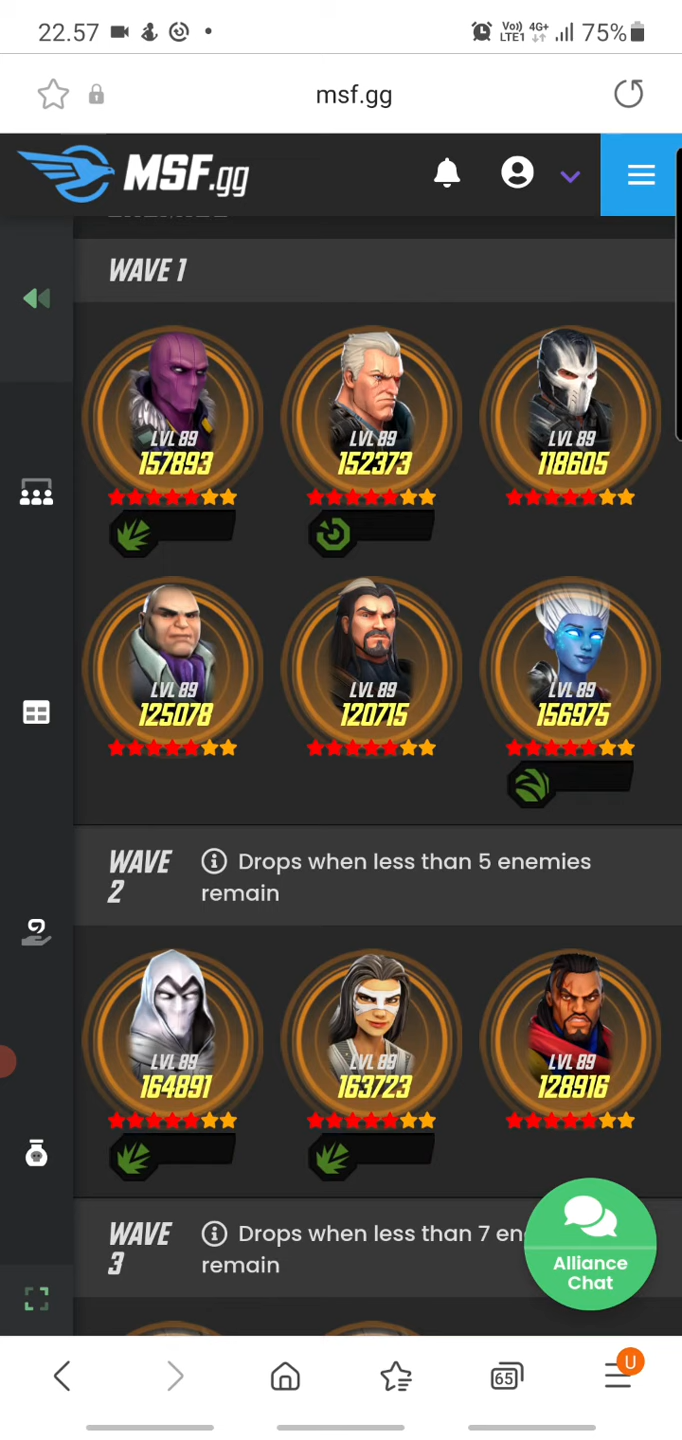 22.57 Vo)) 4G+ LTE1 75%
msf.gg
MSF.gg
WAVE 1
LVL 89 LVL 89 LVL 89
157893 152373 118605
LVL 89 LVL 89 LVL 89
125078 120715 156975
WAVE 2 Drops when less than 5 enemies
remain
LVL 89 LVL 89 LVL 89
164891 163723 128916
WAVE 3 Drops when less than 7 en
remain
Alliance
Chat
65
U